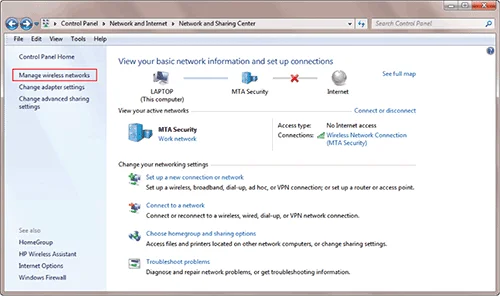 Control Panel ▸ Network and Internet ▸ Network and Sharing Center
Search Control Panel
File Edit View Tools Help
Control Panel Home
Manage wireless networks
Change adapter settings
Change advanced sharing
settings
View your basic network information and set up connections
See full map
LAPTOP
(This computer)
MTA Security
Internet
View your active networks
Connect or disconnect
MTA Security
Work network
Access type: No Internet access
Connections: Wireless Network Connection
(MTA Security)
Change your networking settings
Set up a new connection or network
Set up a wireless, broadband, dial-up, ad hoc, or VPN connection; or set up a router or access point.
Connect to a network
Connect or reconnect to a wireless, wired, dial-up, or VPN network connection.
Choose homegroup and sharing options
Access files and printers located on other network computers, or change sharing settings.
Troubleshoot problems
Diagnose and repair network problems, or get troubleshooting information.
See also
HomeGroup
HP Wireless Assistant
Internet Options
Windows Firewall